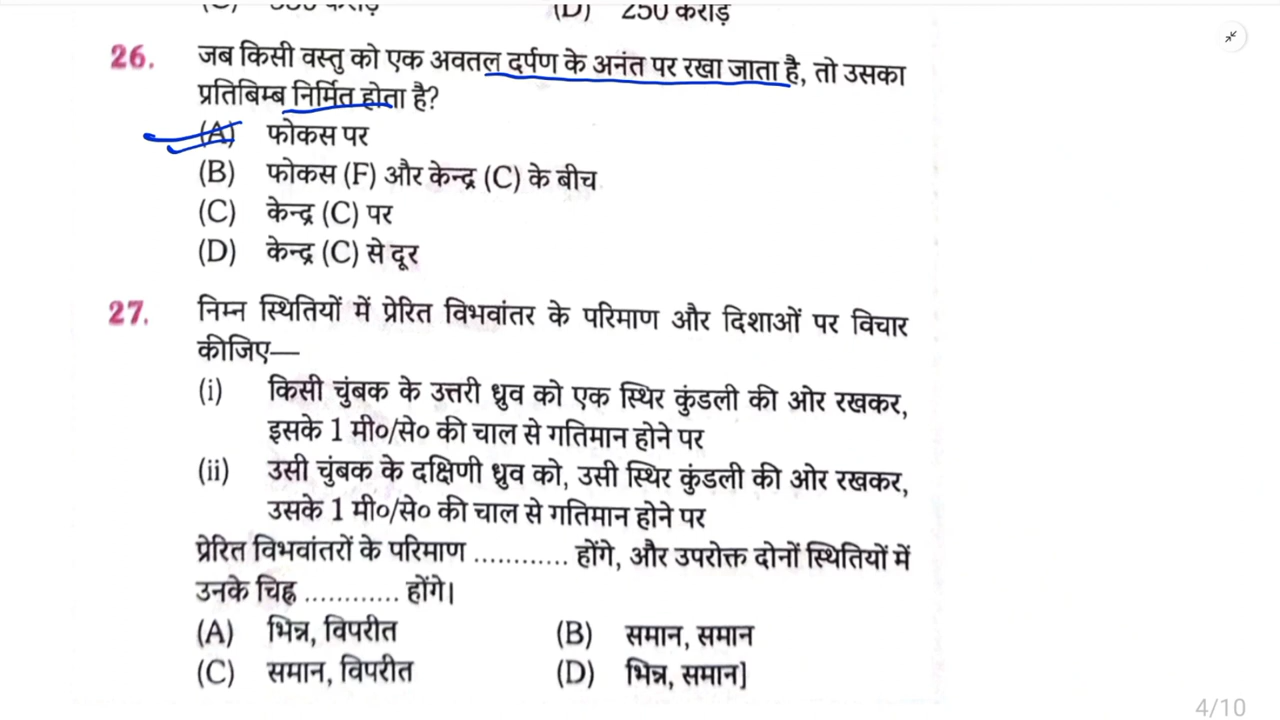 (D) 250 करोड़
26. जब किसी वस्तु को एक अवतल दर्पण के अनंत पर रखा जाता है, तो उसका
प्रतिबिम्ब निर्मित होता है?
(A) फोकस पर
(B) फोकस (F) और केन्द्र (C) के बीच
(C) केन्द्र (C) पर
(D) केन्द्र (C) से दूर
27. निम्न स्थितियों में प्रेरित विभवांतर के परिमाण और दिशाओं पर विचार
कीजिए—
(i) किसी चुंबक के उत्तरी ध्रुव को एक स्थिर कुंडली की ओर रखकर,
इसके 1 मी०/से० की चाल से गतिमान होने पर
(ii) उसी चुंबक के दक्षिणी ध्रुव को, उसी स्थिर कुंडली की ओर रखकर,
उसके 1 मी०/से० की चाल से गतिमान होने पर
प्रेरित विभवांतरों के परिमाण ............ होंगे, और उपरोक्त दोनों स्थितियों में
उनके चिह्न ............ होंगे।
(A) भिन्न, विपरीत (B) समान, समान
(C) समान, विपरीत (D) भिन्न, समान]
4/10